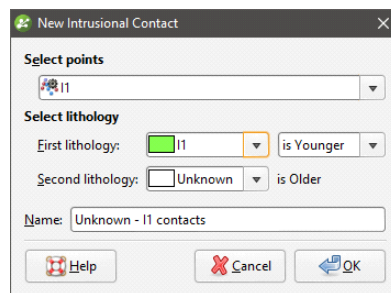 New Intrusional Contact
Select points
I1
Select lithology
First lithology: I1 is Younger
Second lithology: Unknown is Older
Name: Unknown - I1 contacts
Help Cancel OK